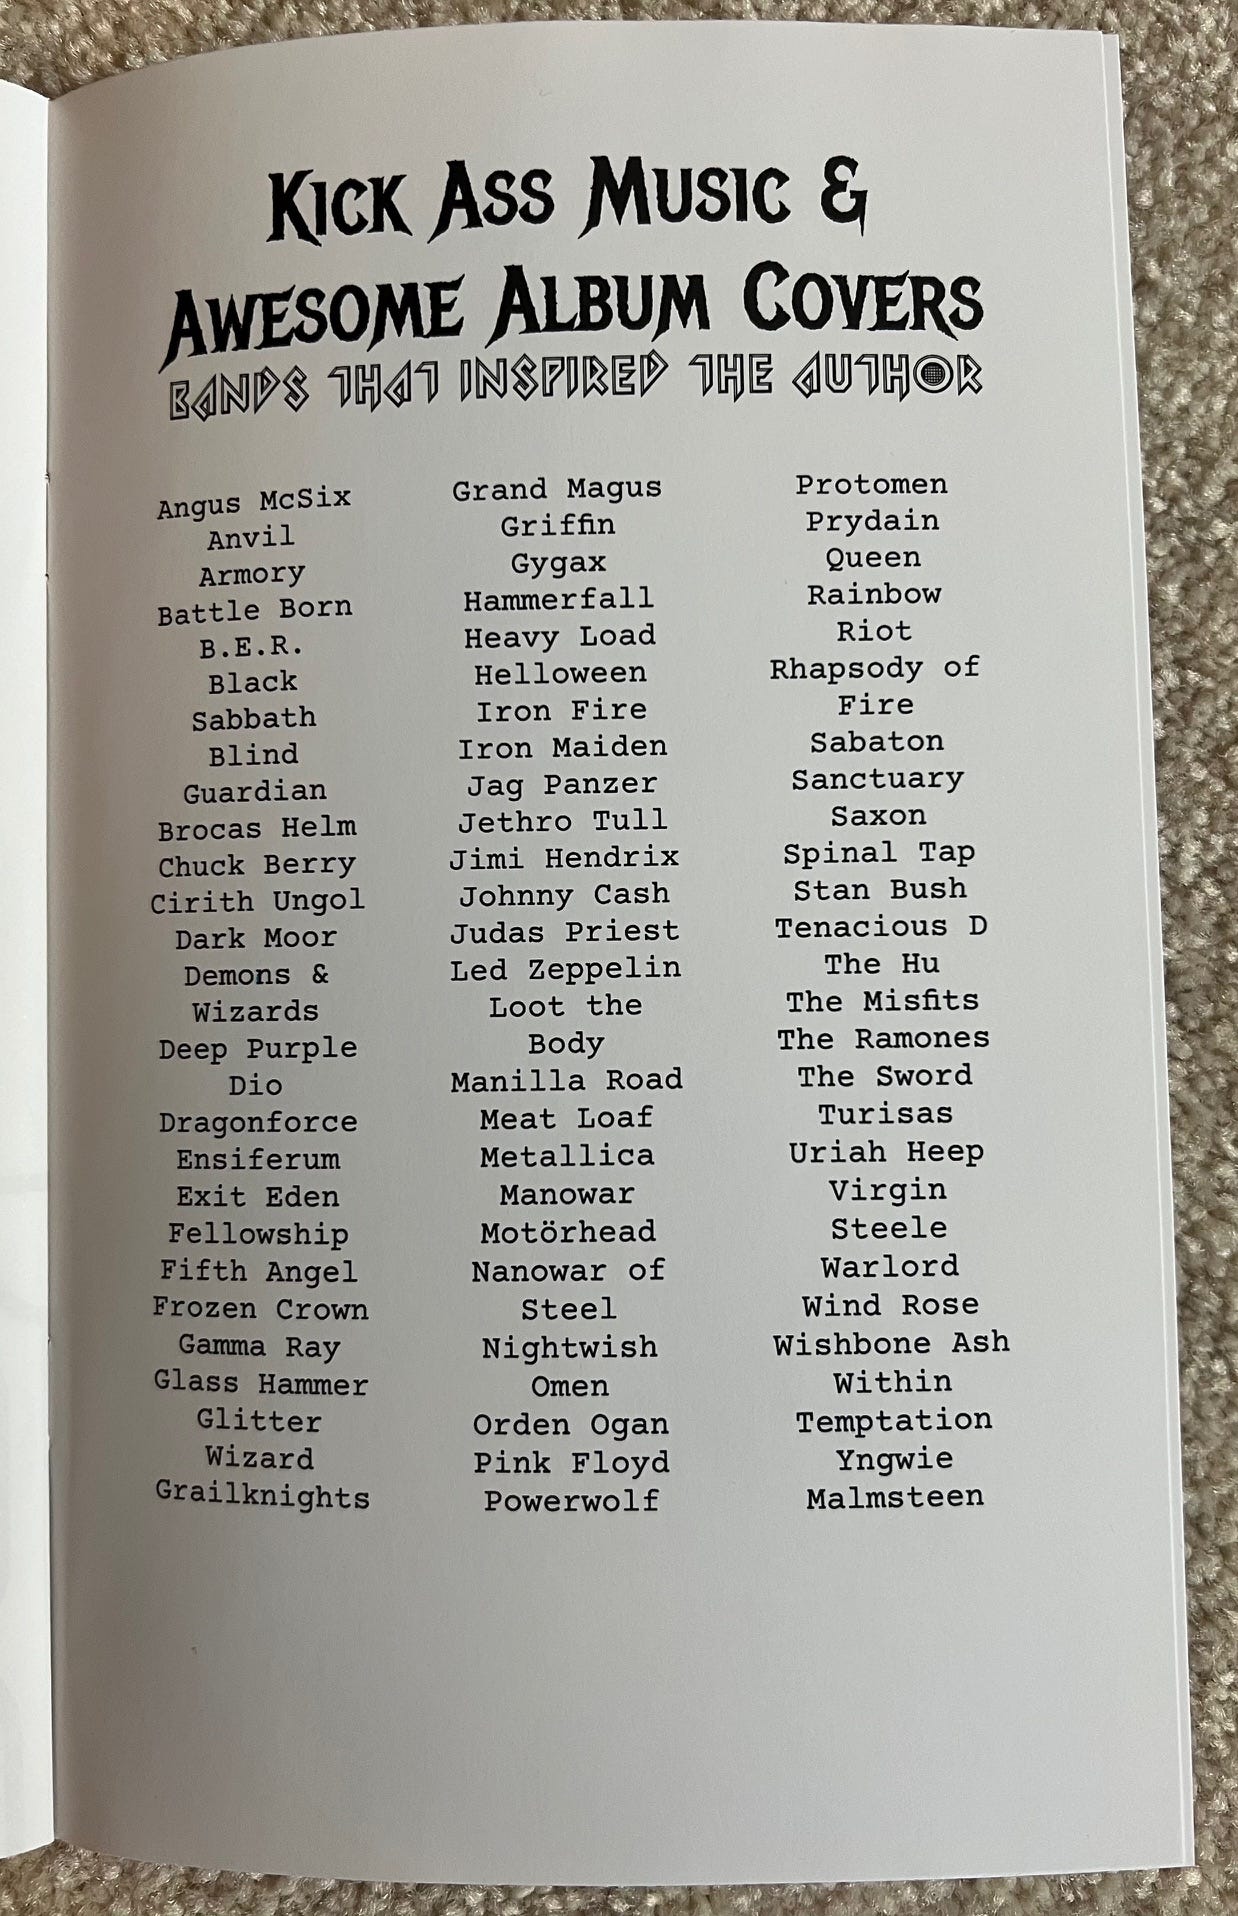 Kick Ass Music &
Awesome Album Covers
BANDS THAT INSPIRED THE AUTHOR
Angus McSix
Anvil
Armory
Battle Born
B.E.R.
Black
Sabbath
Blind
Guardian
Brocas Helm
Chuck Berry
Cirith Ungol
Dark Moor
Demons &
Wizards
Deep Purple
Dio
Dragonforce
Ensiferum
Exit Eden
Fellowship
Fifth Angel
Frozen Crown
Gamma Ray
Glass Hammer
Glitter
Wizard
Grailknights
Grand Magus
Griffin
Gygax
Hammerfall
Heavy Load
Helloween
Iron Fire
Iron Maiden
Jag Panzer
Jethro Tull
Jimi Hendrix
Johnny Cash
Judas Priest
Led Zeppelin
Loot the
Body
Manilla Road
Meat Loaf
Metallica
Manowar
Motörhead
Nanowar of
Steel
Nightwish
Omen
Orden Ogan
Pink Floyd
Powerwolf
Protomen
Prydain
Queen
Rainbow
Riot
Rhapsody of
Fire
Sabaton
Sanctuary
Saxon
Spinal Tap
Stan Bush
Tenacious D
The Hu
The Misfits
The Ramones
The Sword
Turisas
Uriah Heep
Virgin
Steele
Warlord
Wind Rose
Wishbone Ash
Within
Temptation
Yngwie
Malmsteen